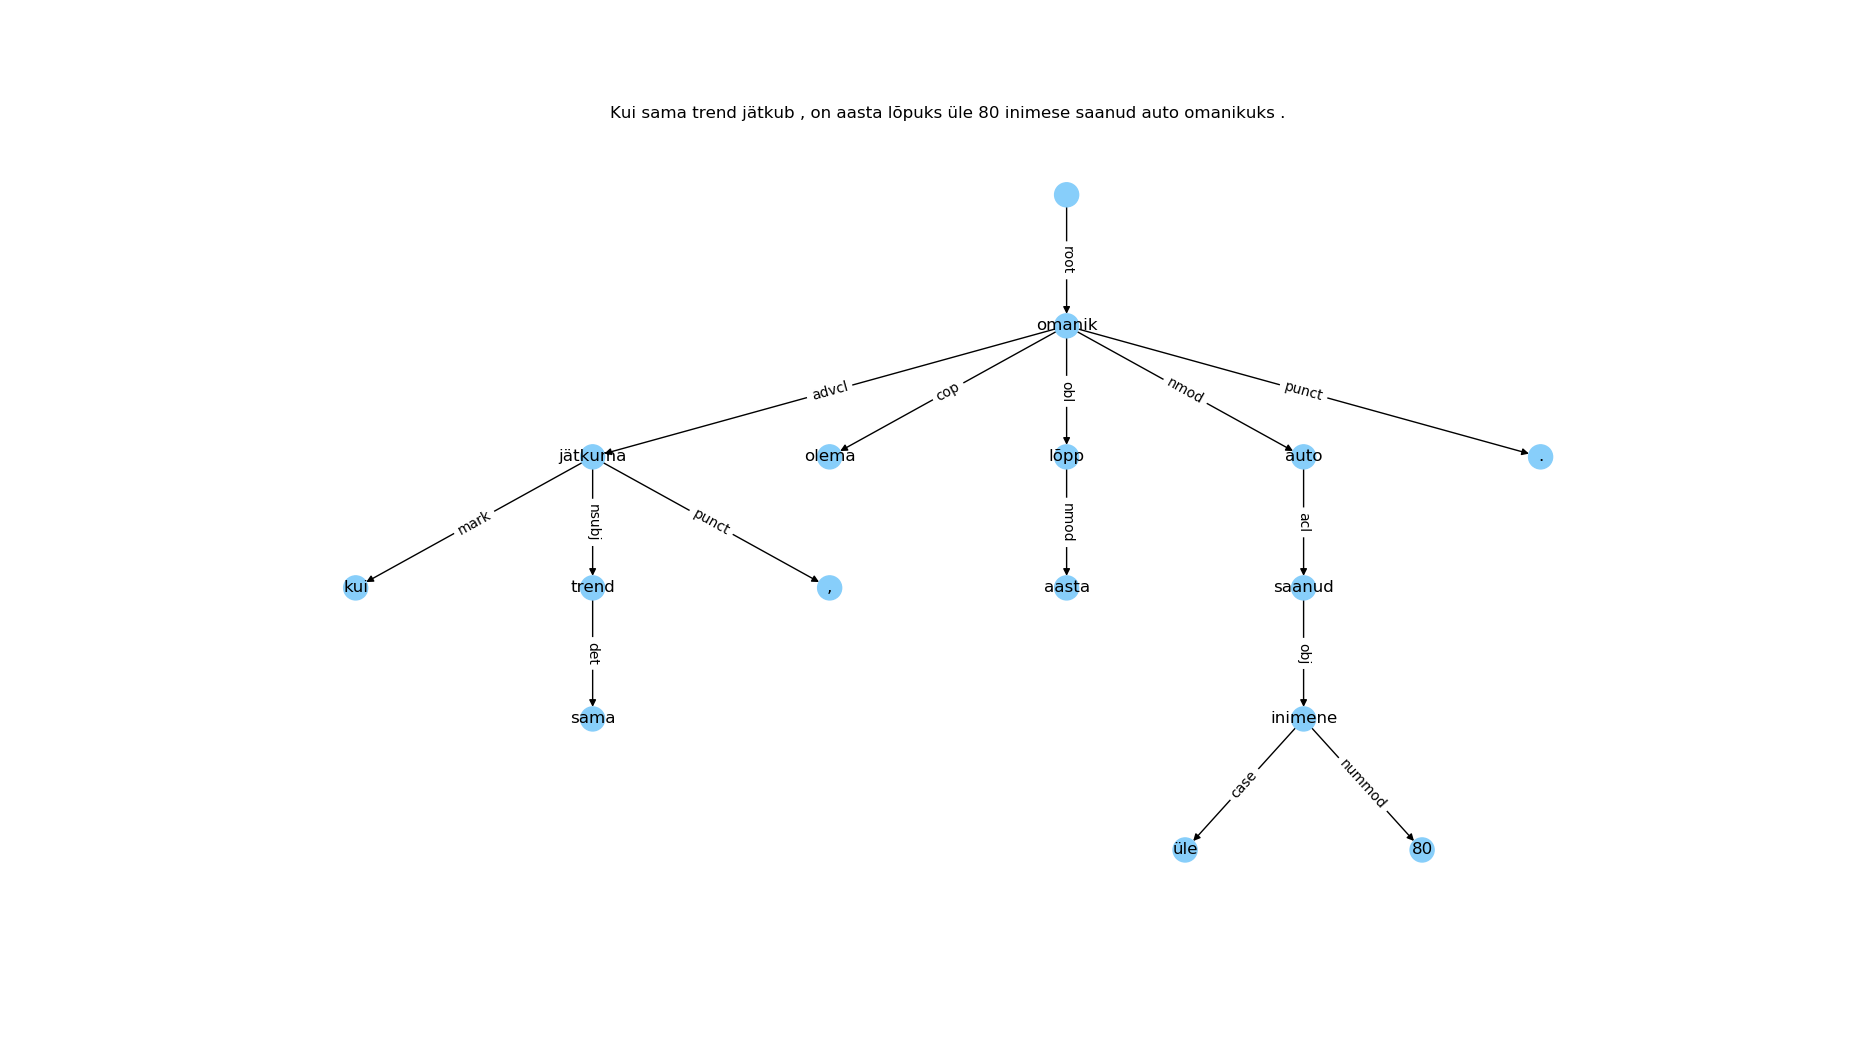 Kui sama trend jätkub , on aasta lõpuks üle 80 inimese saanud auto omanikuks .
root
omanik
advcl
cop
obl
nmod
punct
jätkuma
olema
lõpp
auto
.
mark
nsubj
punct
nmod
acl
kui
trend
,
aasta
saanud
det
obj
sama
inimene
case
nummod
üle
80